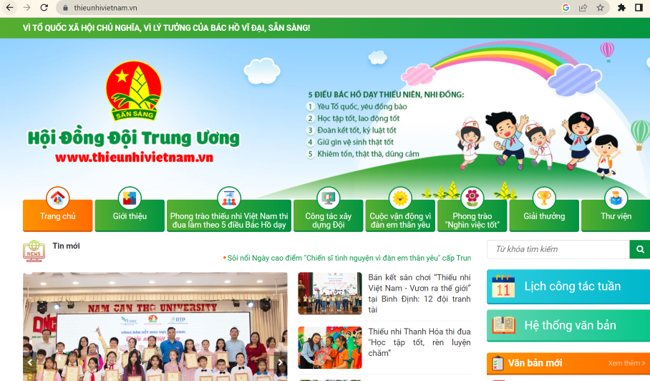 thieunhivietnam.vn
VÌ TỔ QUỐC XÃ HỘI CHỦ NGHĨA, VÌ LÝ TƯỞNG CỦA BÁC HỒ VĨ ĐẠI, SẴN SÀNG!
SẴN SÀNG
Hội Đồng Đội Trung Ương
www.thieunhivietnam.vn
5 ĐIỀU BÁC HỒ DẠY THIẾU NIÊN, NHI ĐỒNG:
1 Yêu Tổ quốc, yêu đồng bào
2 Học tập tốt, lao động tốt
3 Đoàn kết tốt, kỷ luật tốt
4 Giữ gìn vệ sinh thật tốt
5 Khiêm tốn, thật thà, dũng cảm
Trang chủ
Giới thiệu
Phong trào thiếu nhi Việt Nam thi
đua làm theo 5 điều Bác Hồ dạy
Công tác xây
dựng Đội
Cuộc vận động vì
đàn em thân yêu
Phong trào
"Nghìn việc tốt"
Giải thưởng
Thư viện
NEWS
Tin mới
* Sôi nổi Ngày cao điểm "Chiến sĩ tình nguyện vì đàn em thân yêu" cấp Trun
Từ khóa tìm kiếm
NAM CAN THO UNIVERSITY
BTP
Bán kết sân chơi "Thiếu nhi
Việt Nam - Vươn ra thế giới"
tại Bình Định: 12 đội tranh
tài
Thiếu nhi Thanh Hóa thi đua
"Học tập tốt, rèn luyện
chăm"
11
Lịch công tác tuần
Hệ thống văn bản
Văn bản mới
Xem thêm